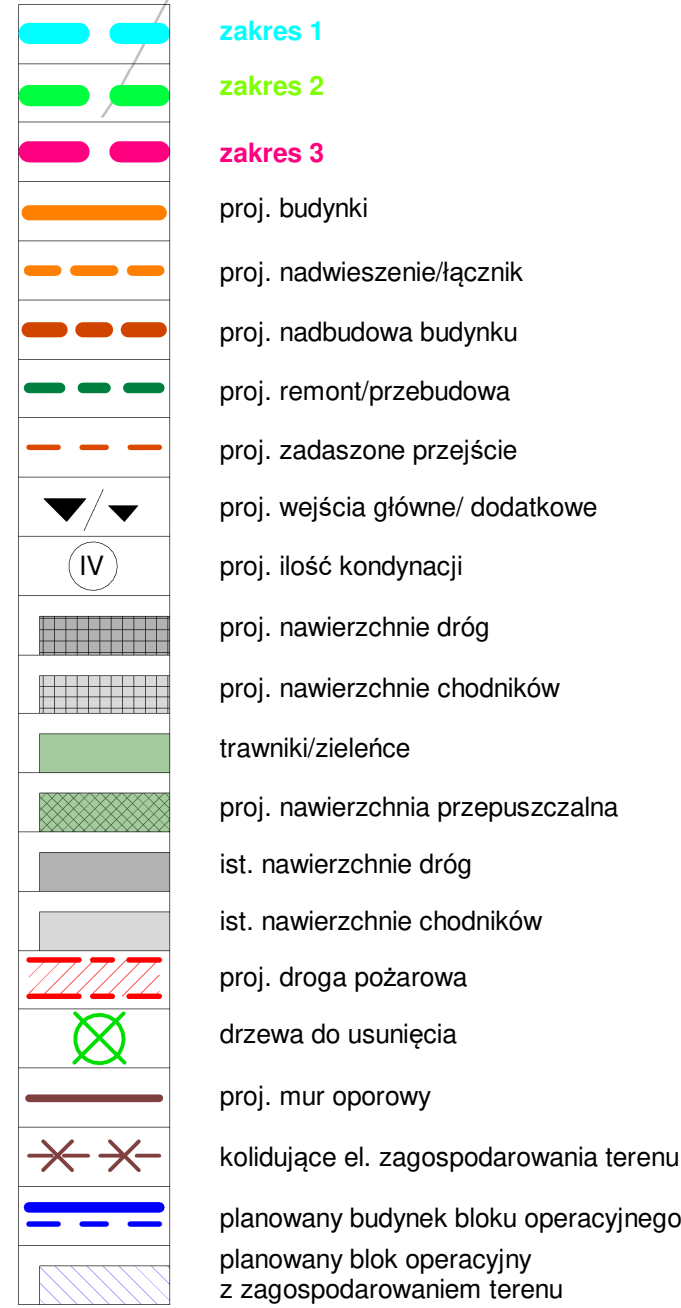 zakres 1
zakres 2
zakres 3
proj. budynki
proj. nadwieszenie/łącznik
proj. nadbudowa budynku
proj. remont/przebudowa
proj. zadaszone przejście
proj. wejścia główne/ dodatkowe
IV proj. ilość kondynacji
proj. nawierzchnie dróg
proj. nawierzchnie chodników
trawniki/zieleńce
proj. nawierzchnia przepuszczalna
ist. nawierzchnie dróg
ist. nawierzchnie chodników
proj. droga pożarowa
drzewa do usunięcia
proj. mur oporowy
kolidujące el. zagospodarowania terenu
planowany budynek bloku operacyjnego
planowany blok operacyjny
z zagospodarowaniem terenu